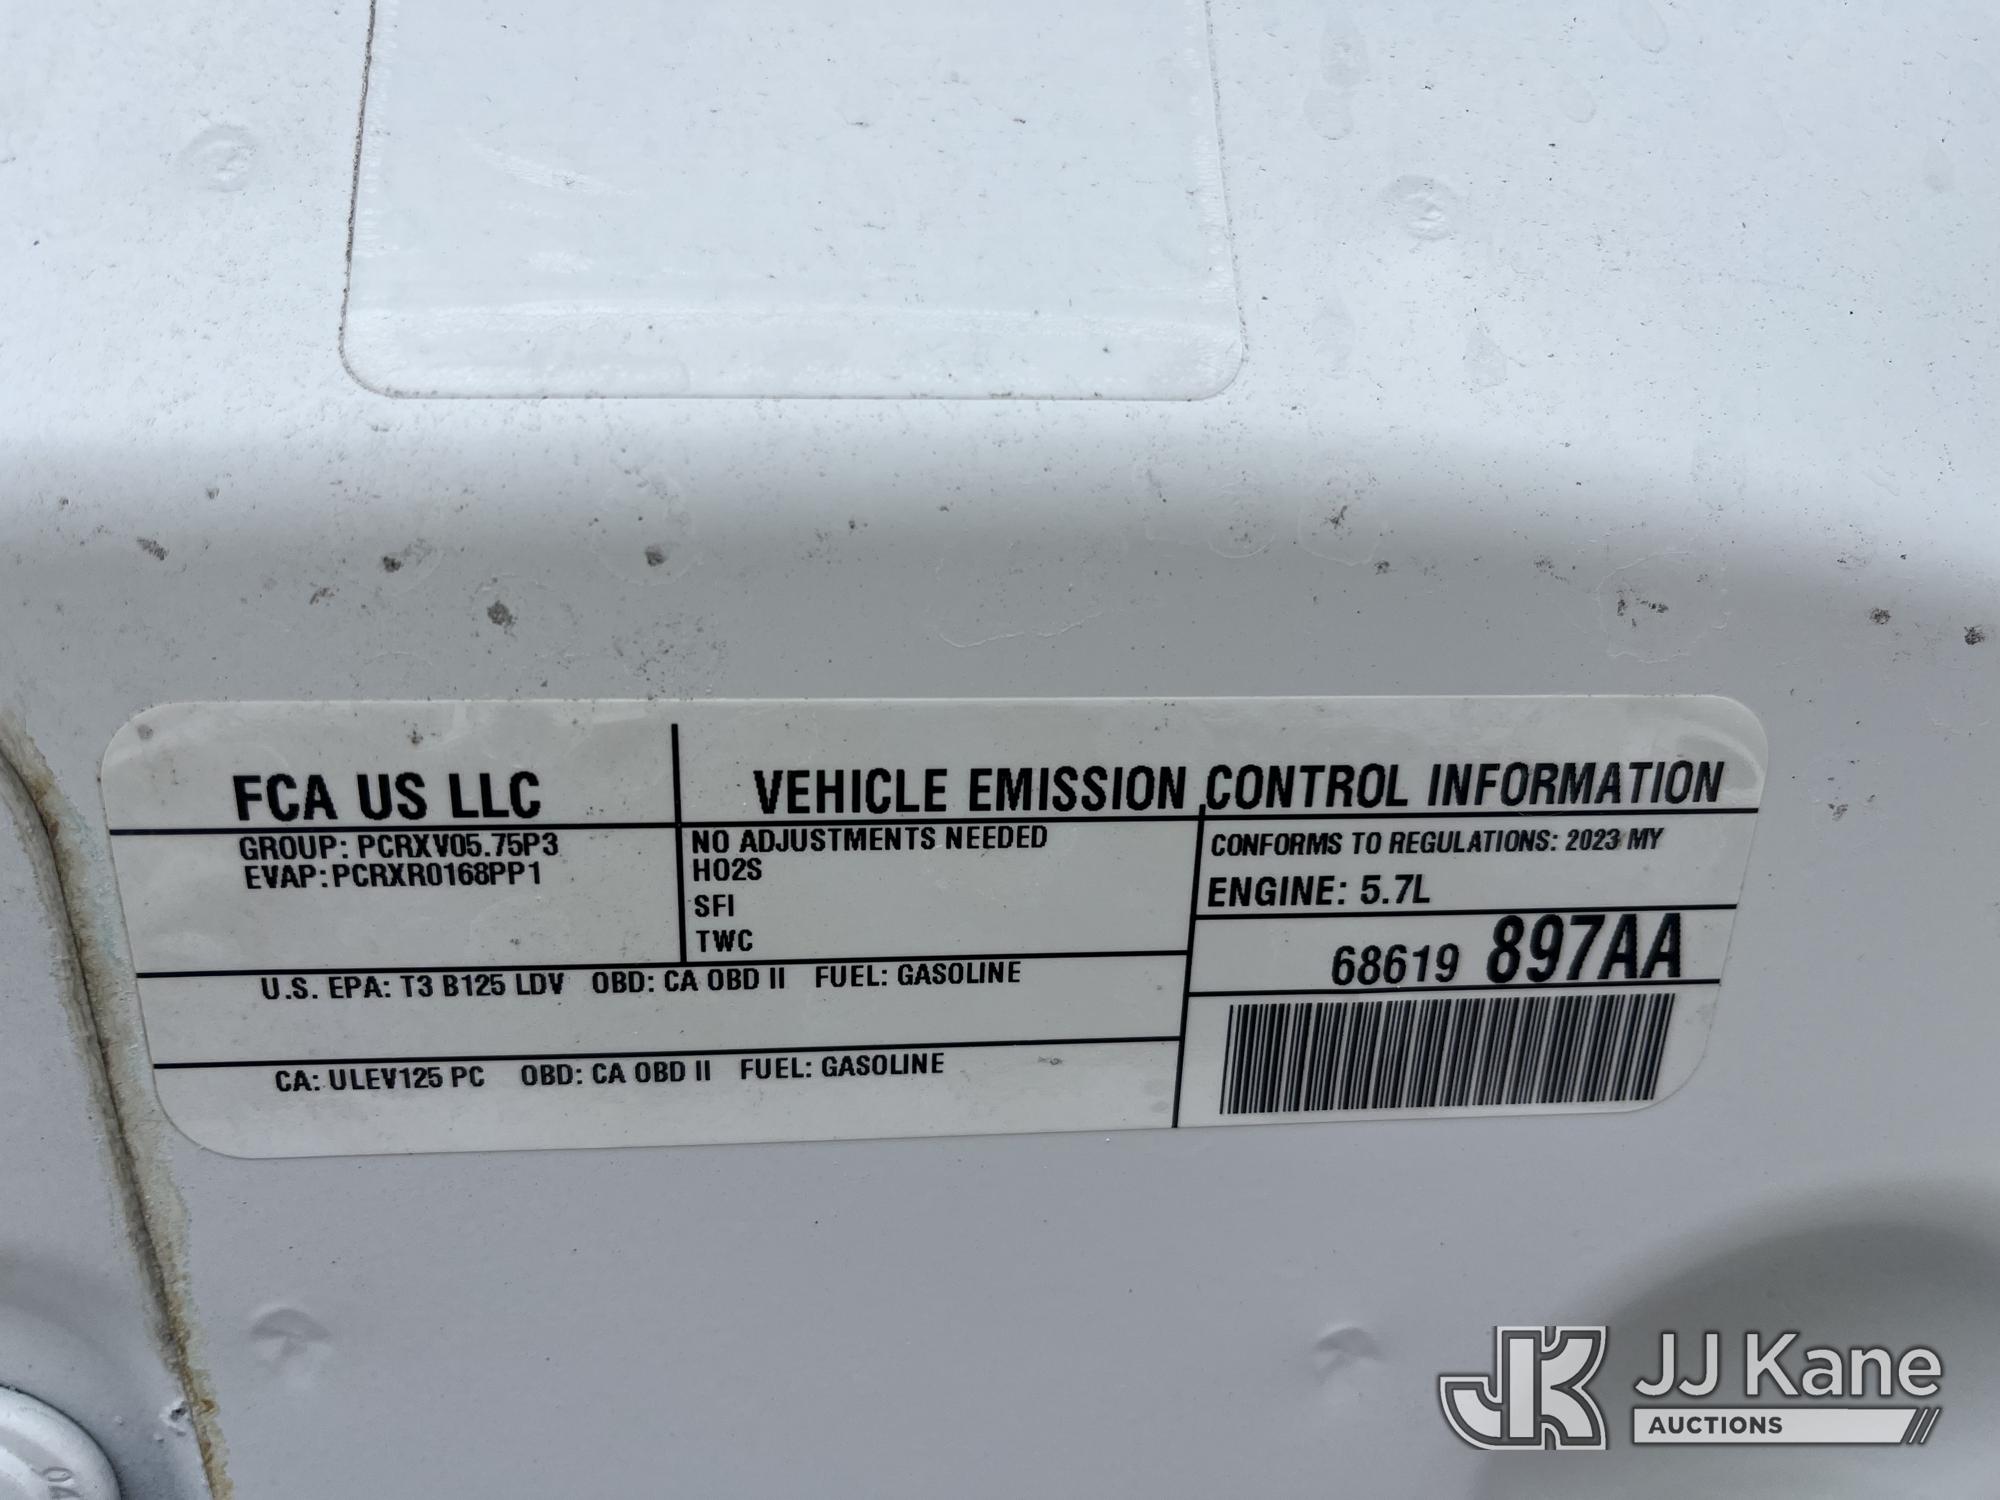 FCA US LLC
VEHICLE EMISSION CONTROL INFORMATION
GROUP: PCRXV05.75P3
EVAP:PCRXR0168PP1
NO ADJUSTMENTS NEEDED
HO2S
SFI
TWC
CONFORMS TO REGULATIONS: 2023 MY
ENGINE: 5.7L
68619 897AA
U.S. EPA: T3 B125 LDV OBD: CA OBD II FUEL: GASOLINE
CA: ULEV125 PC OBD: CA OBD II FUEL: GASOLINE
04
JK JJ Kane
AUCTIONS